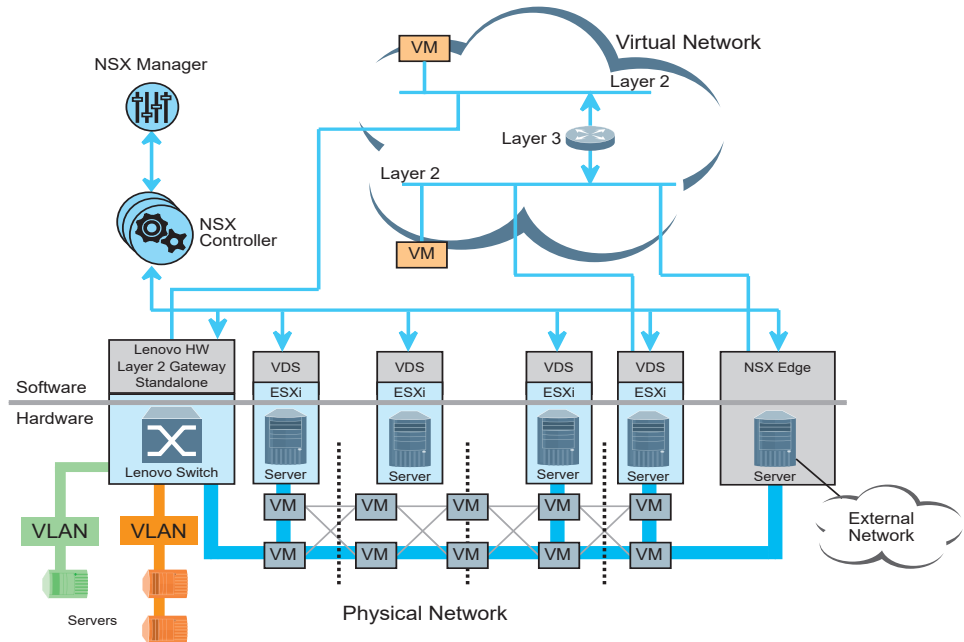 VM
Virtual Network
NSX Manager
Layer 2
Layer 3
Layer 2
NSX
Controller
VM
Lenovo HW
Layer 2 Gateway
Standalone
VDS
VDS
VDS
VDS
NSX Edge
Software
ESXi
ESXi
ESXi
ESXi
Hardware
Lenovo Switch
Server
Server
Server
Server
Server
VM
VM
VM
VM
VM
VLAN
VLAN
External
Network
VM
VM
VM
VM
VM
Servers
Physical Network